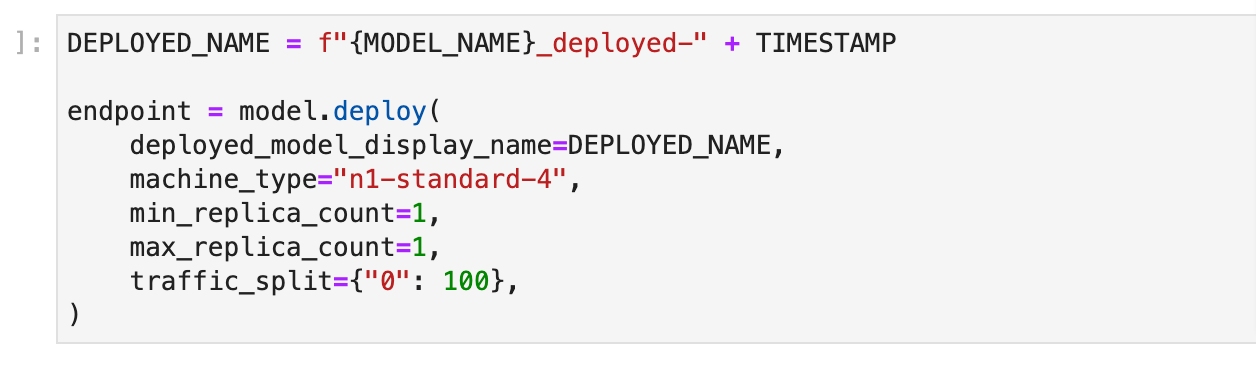 ]: DEPLOYED_NAME = f"{MODEL_NAME}_deployed-" + TIMESTAMP

endpoint = model.deploy(
    deployed_model_display_name=DEPLOYED_NAME,
    machine_type="n1-standard-4",
    min_replica_count=1,
    max_replica_count=1,
    traffic_split={"0": 100},
)